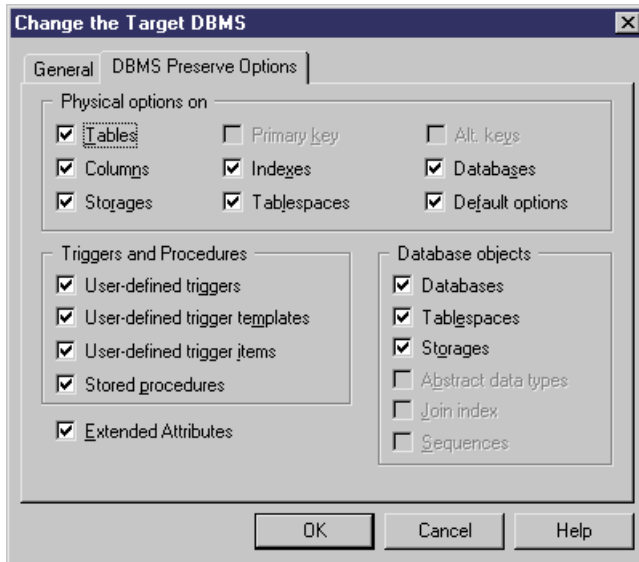 Change the Target DBMS
General DBMS Preserve Options
Physical options on
Tables Primary key Alt. keys
Columns Indexes Databases
Storages Tablespaces Default options
Triggers and Procedures
User-defined triggers
User-defined trigger templates
User-defined trigger items
Stored procedures
Extended Attributes
Database objects
Databases
Tablespaces
Storages
Abstract data types
Join index
Sequences
OK Cancel Help